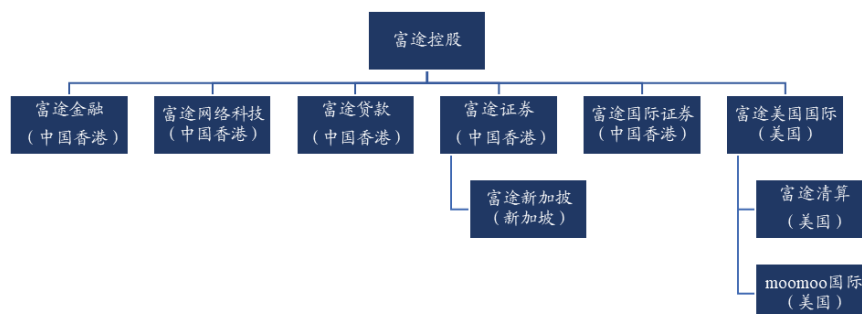 富途控股
富途金融
（中国香港）
富途网络科技
（中国香港）
富途贷款
（中国香港）
富途证券
（中国香港）
富途国际证券
（中国香港）
富途美国国际
（美国）
富途新加披
（新加坡）
富途清算
（美国）
moomoo国际
（美国）